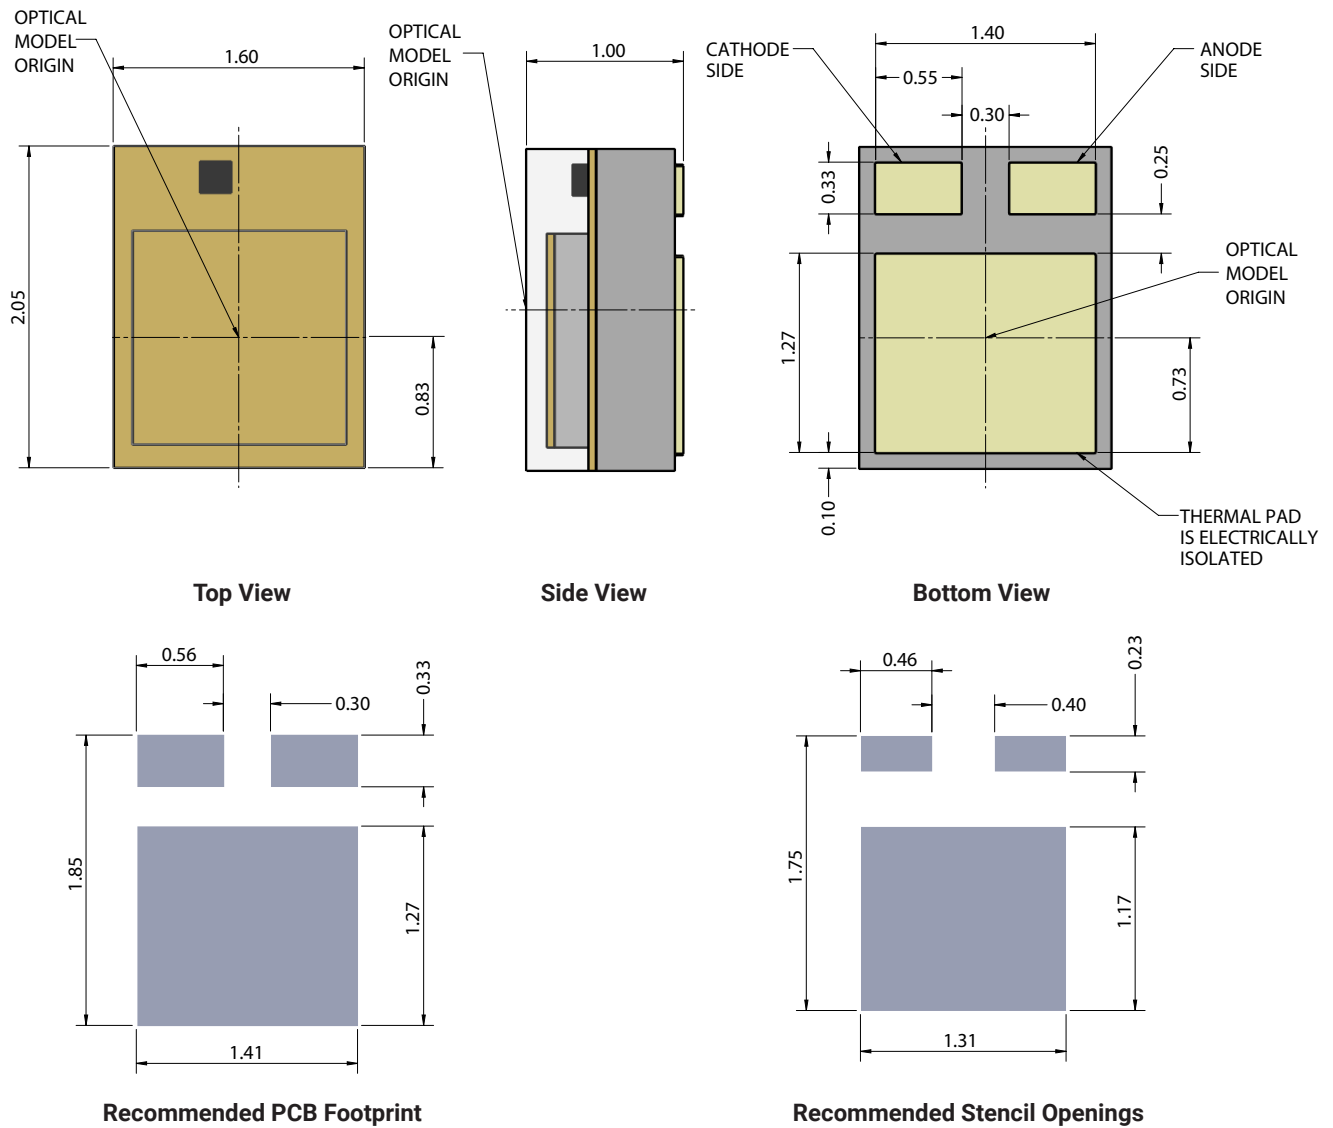 OPTICAL
MODEL
ORIGIN
1.60
2.05
0.83
Top View
OPTICAL
MODEL
ORIGIN
1.00
Side View
CATHODE
SIDE
1.40
ANODE
SIDE
0.55
0.30
0.33
0.25
OPTICAL
MODEL
ORIGIN
1.27
0.73
0.10
THERMAL PAD
IS ELECTRICALLY
ISOLATED
Bottom View
0.56
0.33
0.30
1.85
1.27
1.41
Recommended PCB Footprint
0.46
0.23
0.40
1.75
1.17
1.31
Recommended Stencil Openings